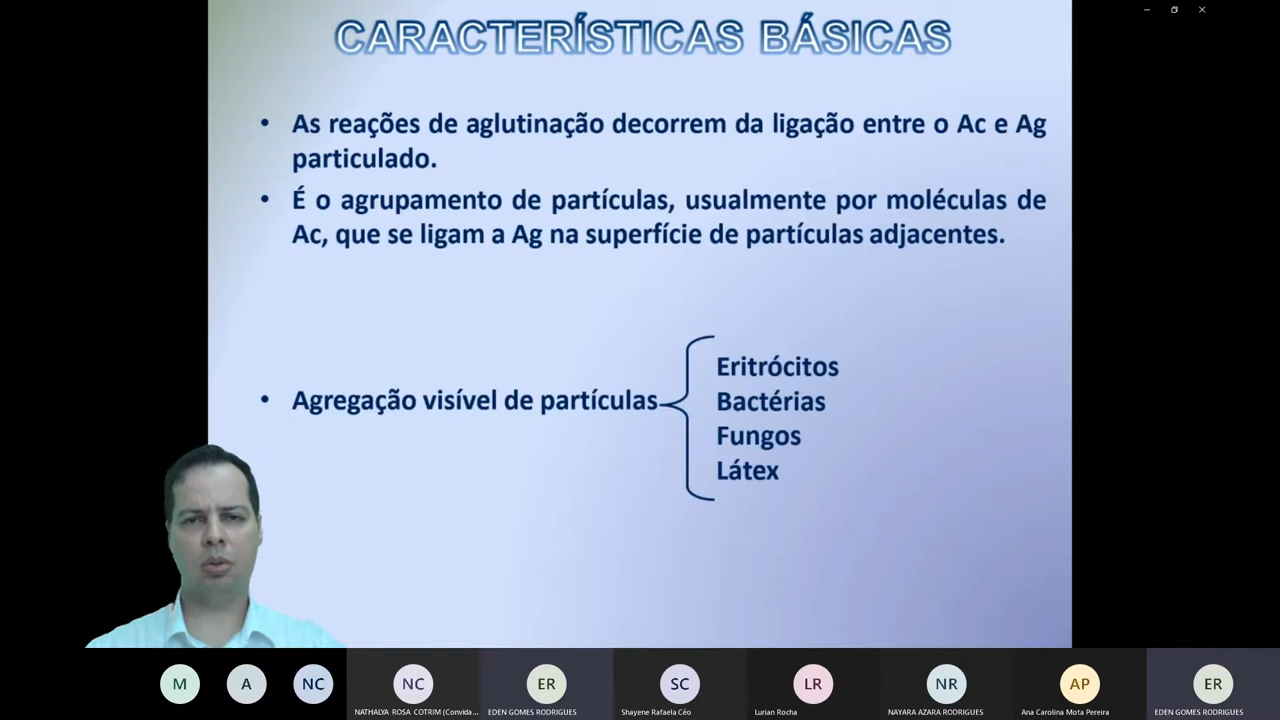 CARACTERÍSTICAS BÁSICAS
• As reações de aglutinação decorrem da ligação entre o Ac e Ag
particulado.
• É o agrupamento de partículas, usualmente por moléculas de
Ac, que se ligam a Ag na superfície de partículas adjacentes.
• Agregação visível de partículas
Eritrócitos
Bactérias
Fungos
Látex
M
A
NC
NC
ER
SC
LR
NR
AP
ER
NATHALYA ROSA COTRIM (Convida...
EDEN GOMES RODRIGUES
Shayene Rafaela Céo
Lurian Rocha
NAYARA AZARA RODRIGUES
Ana Carolina Mota Pereira
EDEN GOMES RODRIGUES